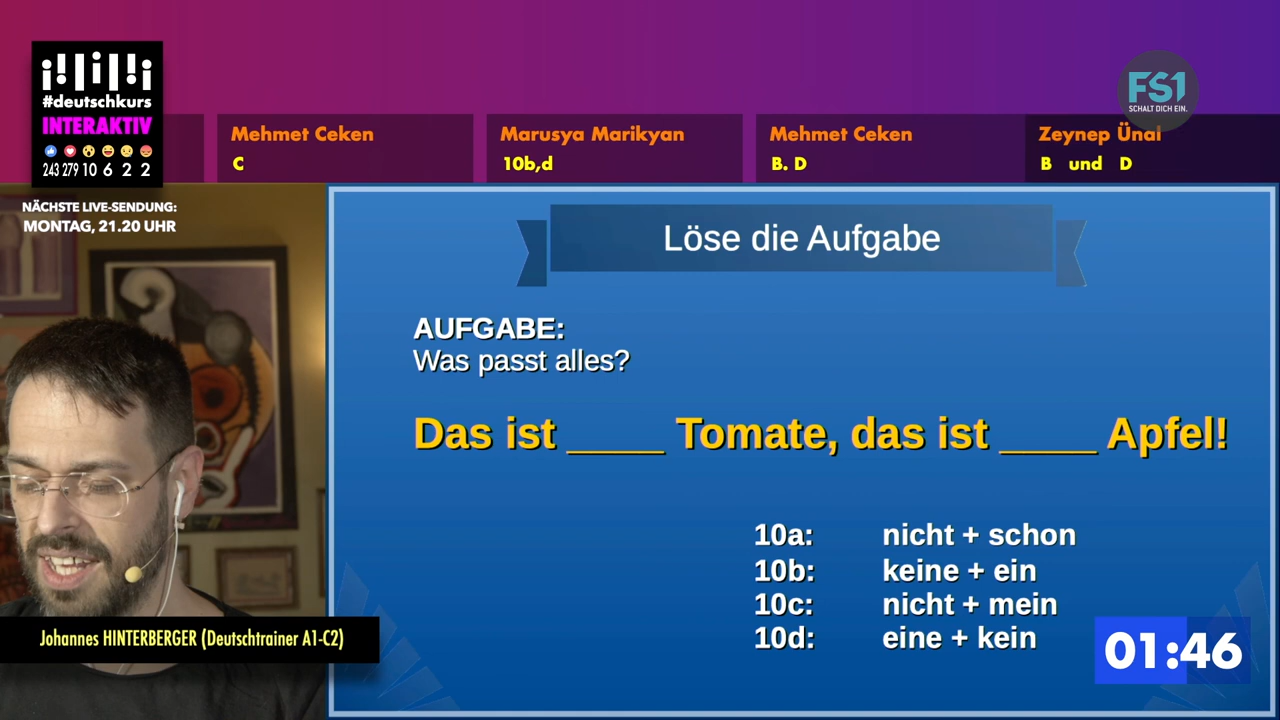 #deutschkurs
INTERAKTIV
243 279 10 6 2 2
FS1
SCHALT DICH EIN.
Mehmet Ceken
C
Marusya Marikyan
10b,d
Mehmet Ceken
B. D
Zeynep Ünal
B und D
NÄCHSTE LIVE-SENDUNG:
MONTAG, 21.20 UHR
Löse die Aufgabe
AUFGABE:
Was passt alles?
Das ist ____ Tomate, das ist ____ Apfel!
10a: nicht + schon
10b: keine + ein
10c: nicht + mein
10d: eine + kein
Johannes HINTERBERGER (Deutschtrainer A1-C2)
01:46